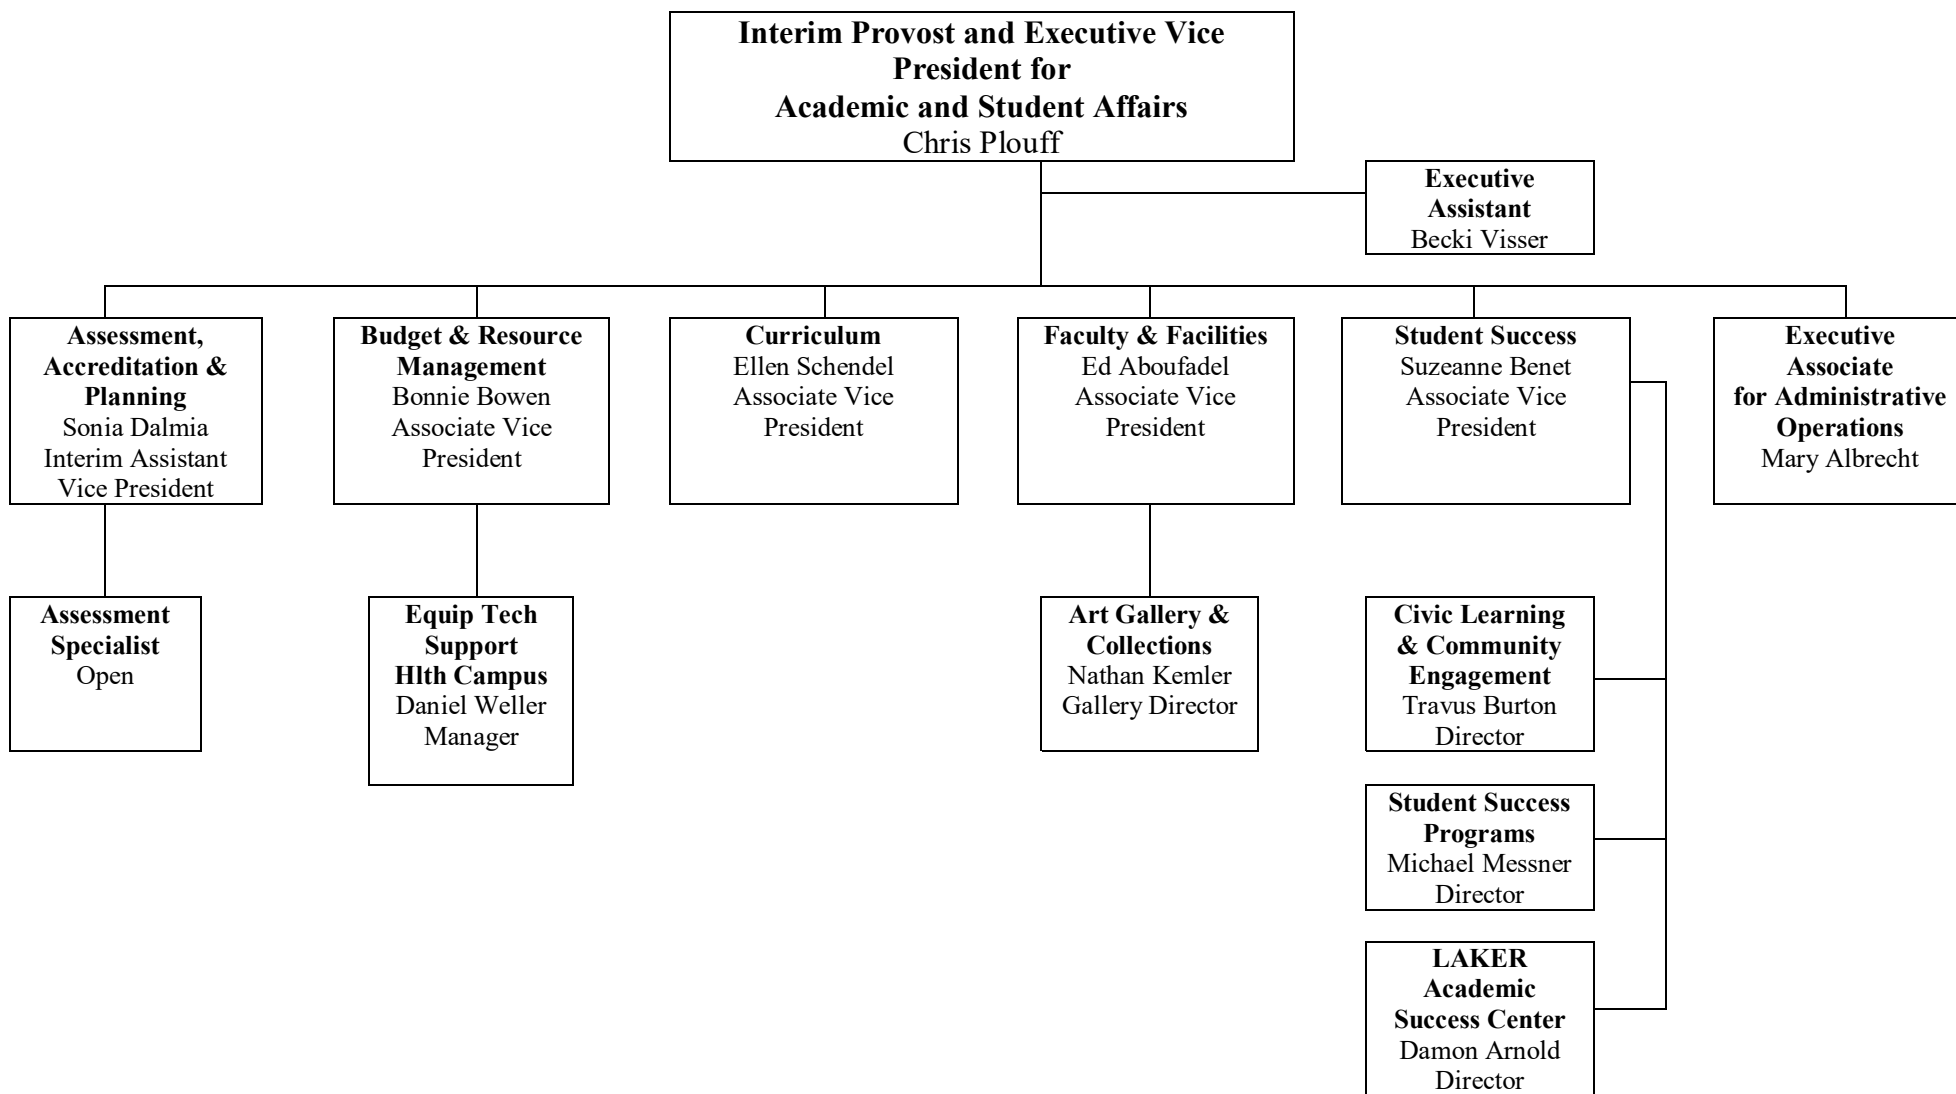 Interim Provost and Executive Vice
President for
Academic and Student Affairs
Chris Plouff
Executive
Assistant
Becki Visser
Assessment,
Accreditation &
Planning
Sonia Dalmia
Interim Assistant
Vice President
Budget & Resource
Management
Bonnie Bowen
Associate Vice
President
Curriculum
Ellen Schendel
Associate Vice
President
Faculty & Facilities
Ed Aboufadel
Associate Vice
President
Student Success
Suzeanne Benet
Associate Vice
President
Executive
Associate
for Administrative
Operations
Mary Albrecht
Assessment
Specialist
Open
Equip Tech
Support
Hlth Campus
Daniel Weller
Manager
Art Gallery &
Collections
Nathan Kemler
Gallery Director
Civic Learning
& Community
Engagement
Travus Burton
Director
Student Success
Programs
Michael Messner
Director
LAKER
Academic
Success Center
Damon Arnold
Director